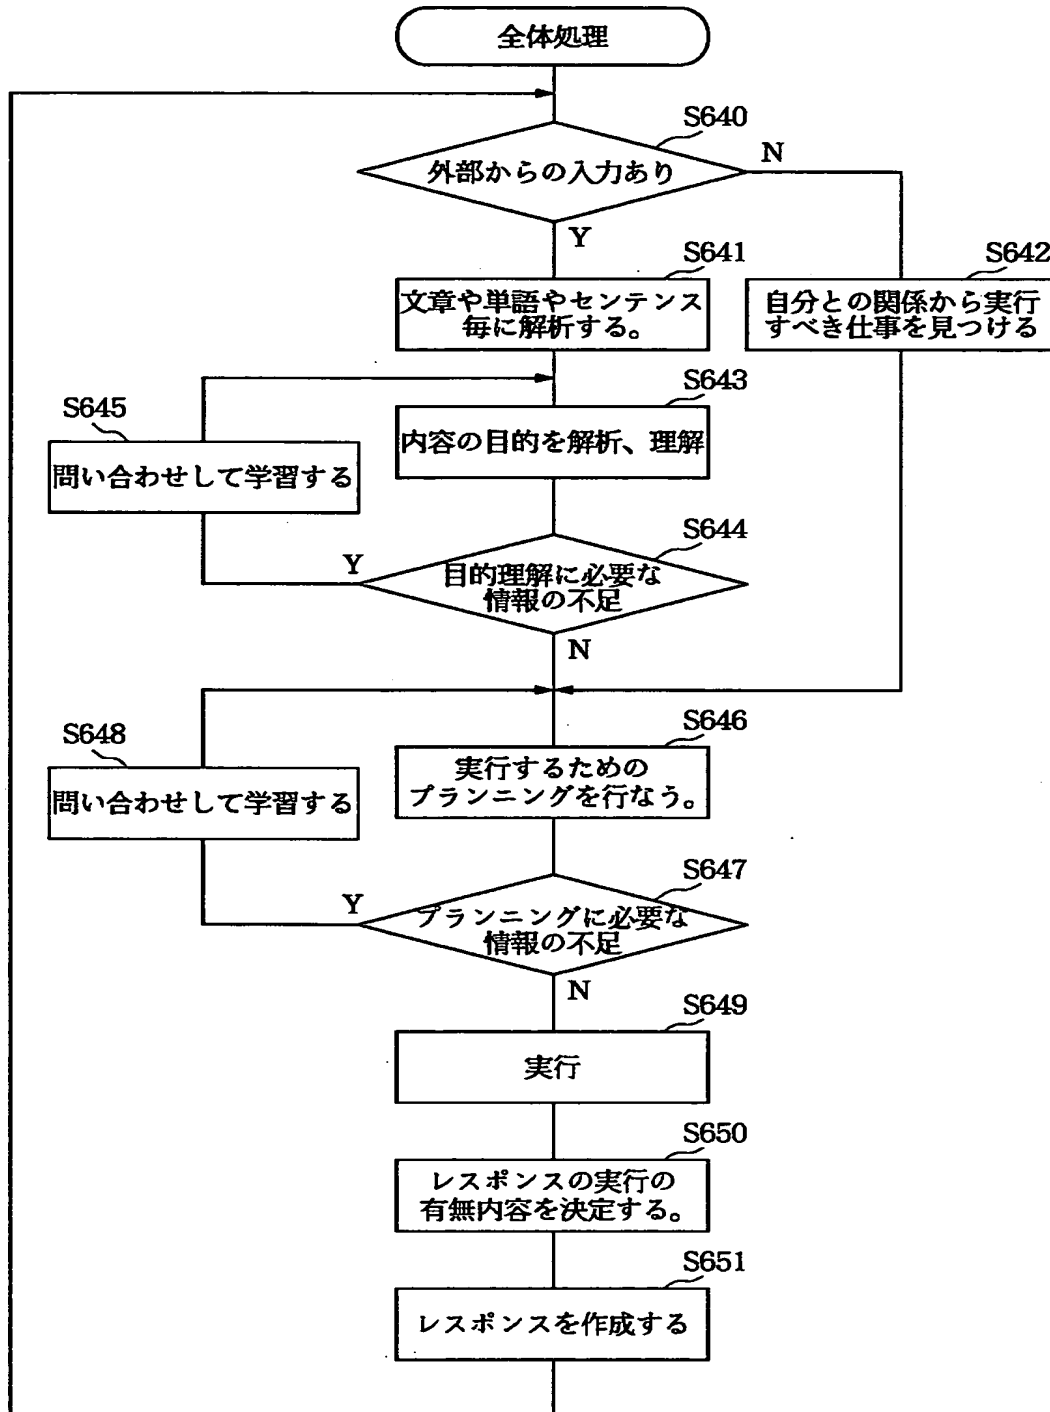 全体処理
S640
外部からの入力あり
N
Y
S641
文章や単語やセンテンス
毎に解析する。
S642
自分との関係から実行
すべき仕事を見つける
S643
内容の目的を解析、理解
S645
問い合わせして学習する
S644
Y
目的理解に必要な
情報の不足
N
S646
実行するための
プランニングを行なう。
S648
問い合わせして学習する
S647
Y
プランニングに必要な
情報の不足
N
S649
実行
S650
レスポンスの実行の
有無内容を決定する。
S651
レスポンスを作成する